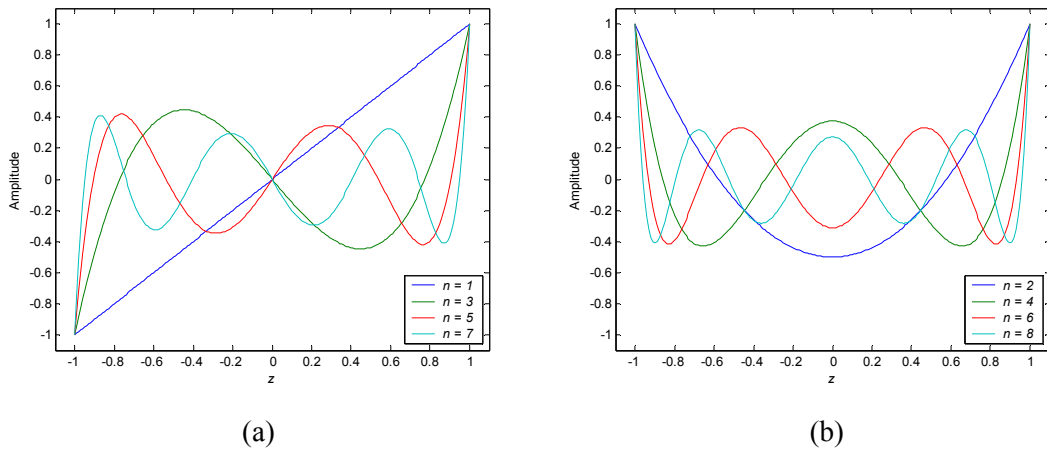 1
0.8
0.6
0.4
0.2
0
-0.2
-0.4
-0.6
-0.8
-1
Amplitude
-1 -0.8 -0.6 -0.4 -0.2 0 0.2 0.4 0.6 0.8 1
z
n = 1
n = 3
n = 5
n = 7
(a)
1
0.8
0.6
0.4
0.2
0
-0.2
-0.4
-0.6
-0.8
-1
Amplitude
-1 -0.8 -0.6 -0.4 -0.2 0 0.2 0.4 0.6 0.8 1
z
n = 2
n = 4
n = 6
n = 8
(b)